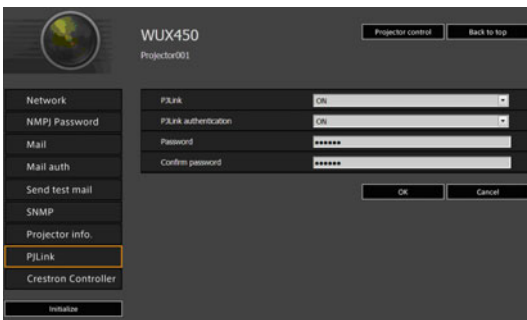 WUX450
Projector001
Projector control
Back to top
Network
NMPJ Password
Mail
Mail auth
Send test mail
SNMP
Projector info.
PJLink
Crestron Controller
Initialize
PJLink ON
PJLink authentication ON
Password ••••••
Confirm password ••••••
OK
Cancel